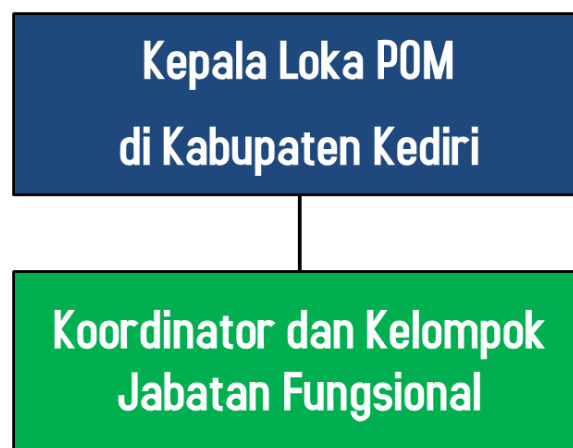 Kepala Loka POM
di Kabupaten Kediri
Koordinator dan Kelompok
Jabatan Fungsional